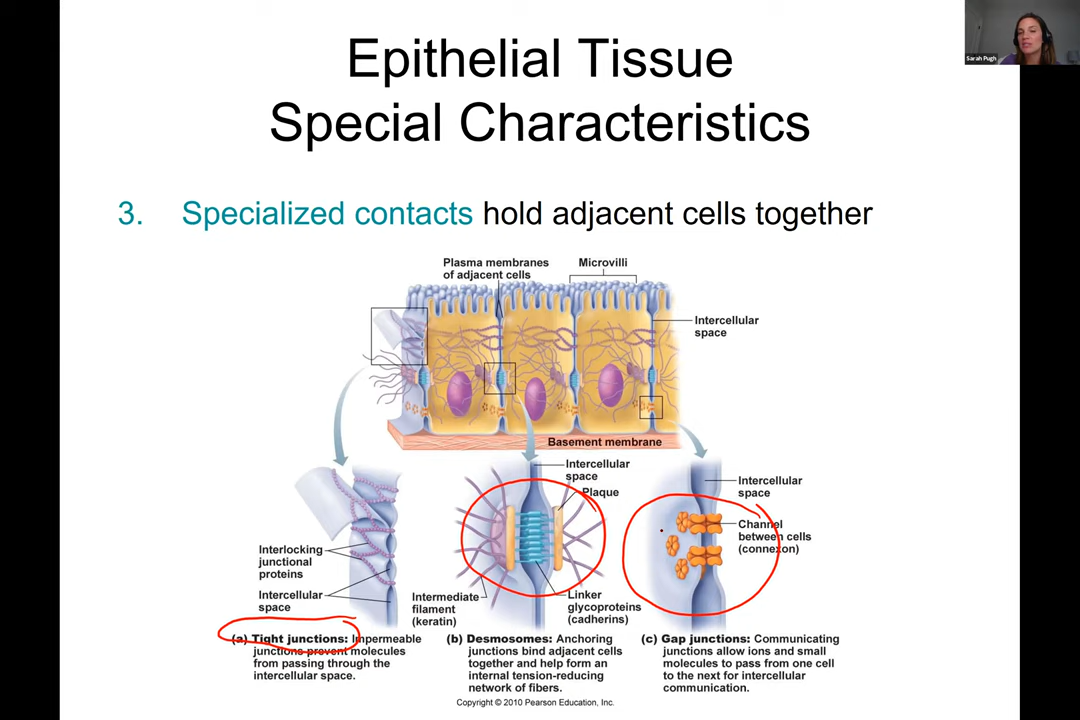 Epithelial Tissue
Special Characteristics
Sarah Pugh
3. Specialized contacts hold adjacent cells together
Plasma membranes
of adjacent cells
Microvilli
Intercellular
space
Basement membrane
Interlocking
junctional
proteins
Intercellular
space
Intercellular
space
Plaque
Intermediate
filament
(keratin)
Linker
glycoproteins
(cadherins)
Intercellular
space
Channel
between cells
(connexon)
(a) Tight junctions: Impermeable
junctions prevent molecules
from passing through the
intercellular space.
(b) Desmosomes: Anchoring
junctions bind adjacent cells
together and help form an
internal tension-reducing
network of fibers.
(c) Gap junctions: Communicating
junctions allow ions and small
molecules to pass from one cell
to the next for intercellular
communication.
Copyright © 2010 Pearson Education, Inc.